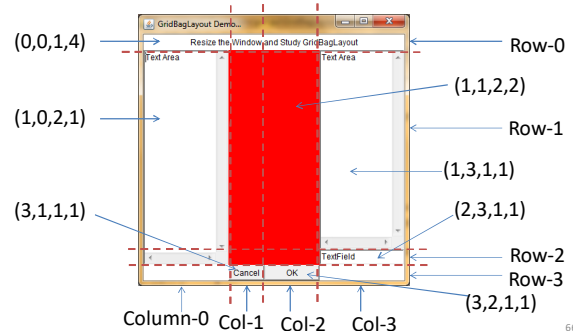 GridBagLayout Demo...
(0,0,1,4)
Resize the Window and Study GridBagLayout
Row-0
Text Area
Text Area
(1,1,2,2)
(1,0,2,1)
Row-1
(1,3,1,1)
(3,1,1,1)
(2,3,1,1)
TextField
Row-2
Cancel
OK
Row-3
(3,2,1,1)
Column-0
Col-1
Col-2
Col-3